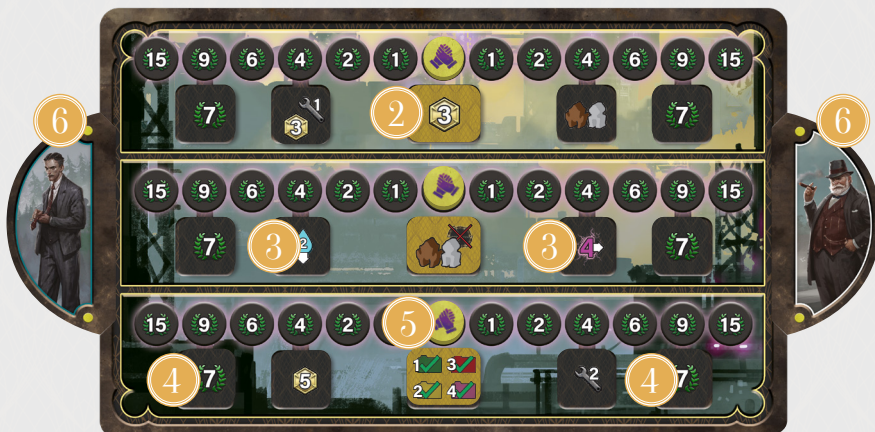 15 9 6 4 2 1 1 2 4 6 9 15
6 7 3 1 2 3 7 6
15 9 6 4 2 1 1 2 4 6 9 15
7 3 2 3 4 7
15 9 6 4 2 5 1 2 4 6 9 15
4 7 5 1 3 2 4 7
2 4